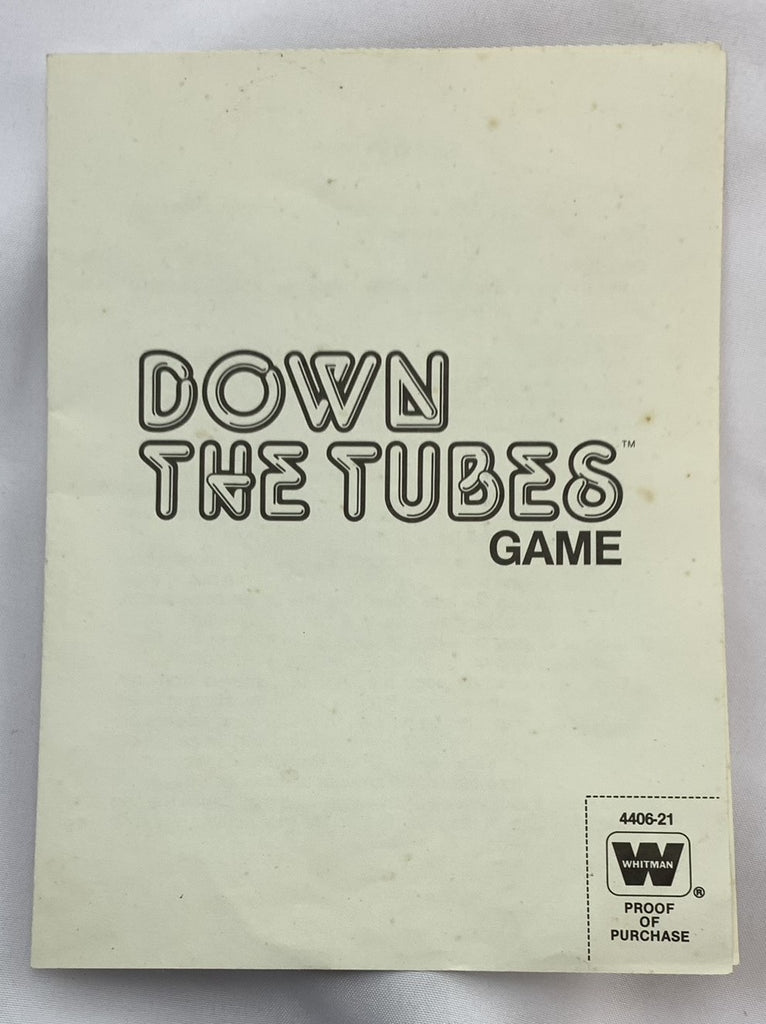 DOWN
THE TUBES™
GAME
4406-21
WHITMAN
®
PROOF
OF
PURCHASE